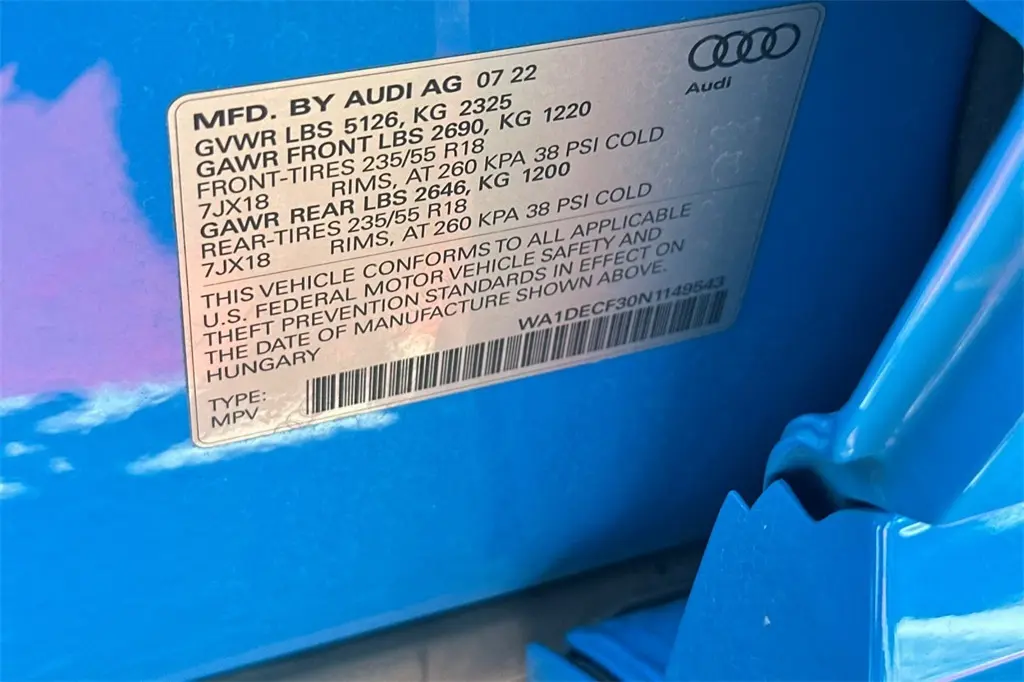 Audi
MFD. BY AUDI AG 07 22
GVWR LBS 5126, KG 2325
GAWR FRONT LBS 2690, KG 1220
FRONT-TIRES 235/55 R18
7JX18 RIMS, AT 260 KPA 38 PSI COLD
GAWR REAR LBS 2646, KG 1200
REAR-TIRES 235/55 R18
7JX18 RIMS, AT 260 KPA 38 PSI COLD
THIS VEHICLE CONFORMS TO ALL APPLICABLE
U.S. FEDERAL MOTOR VEHICLE SAFETY AND
THEFT PREVENTION STANDARDS IN EFFECT ON
THE DATE OF MANUFACTURE SHOWN ABOVE.
HUNGARY
WA1DECF30N1149543
TYPE:
MPV